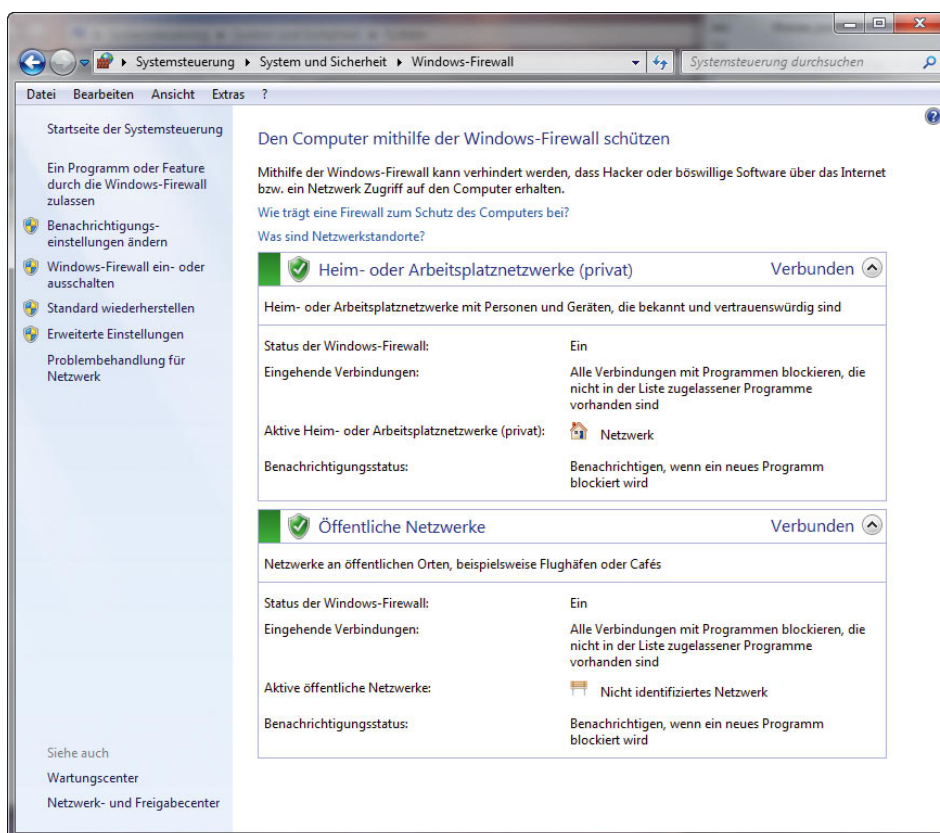 Systemsteuerung ▸ System und Sicherheit ▸ Windows-Firewall
Systemsteuerung durchsuchen
Datei Bearbeiten Ansicht Extras ?
Startseite der Systemsteuerung
Ein Programm oder Feature
durch die Windows-Firewall
zulassen
Benachrichtigungs-
einstellungen ändern
Windows-Firewall ein- oder
ausschalten
Standard wiederherstellen
Erweiterte Einstellungen
Problembehandlung für
Netzwerk
Siehe auch
Wartungscenter
Netzwerk- und Freigabecenter
Den Computer mithilfe der Windows-Firewall schützen
Mithilfe der Windows-Firewall kann verhindert werden, dass Hacker oder böswillige Software über das Internet
bzw. ein Netzwerk Zugriff auf den Computer erhalten.
Wie trägt eine Firewall zum Schutz des Computers bei?
Was sind Netzwerkstandorte?
Heim- oder Arbeitsplatznetzwerke (privat) Verbunden
Heim- oder Arbeitsplatznetzwerke mit Personen und Geräten, die bekannt und vertrauenswürdig sind
Status der Windows-Firewall: Ein
Eingehende Verbindungen: Alle Verbindungen mit Programmen blockieren, die
nicht in der Liste zugelassener Programme
vorhanden sind
Aktive Heim- oder Arbeitsplatznetzwerke (privat): Netzwerk
Benachrichtigungsstatus: Benachrichtigen, wenn ein neues Programm
blockiert wird
Öffentliche Netzwerke Verbunden
Netzwerke an öffentlichen Orten, beispielsweise Flughäfen oder Cafés
Status der Windows-Firewall: Ein
Eingehende Verbindungen: Alle Verbindungen mit Programmen blockieren, die
nicht in der Liste zugelassener Programme
vorhanden sind
Aktive öffentliche Netzwerke: Nicht identifiziertes Netzwerk
Benachrichtigungsstatus: Benachrichtigen, wenn ein neues Programm
blockiert wird